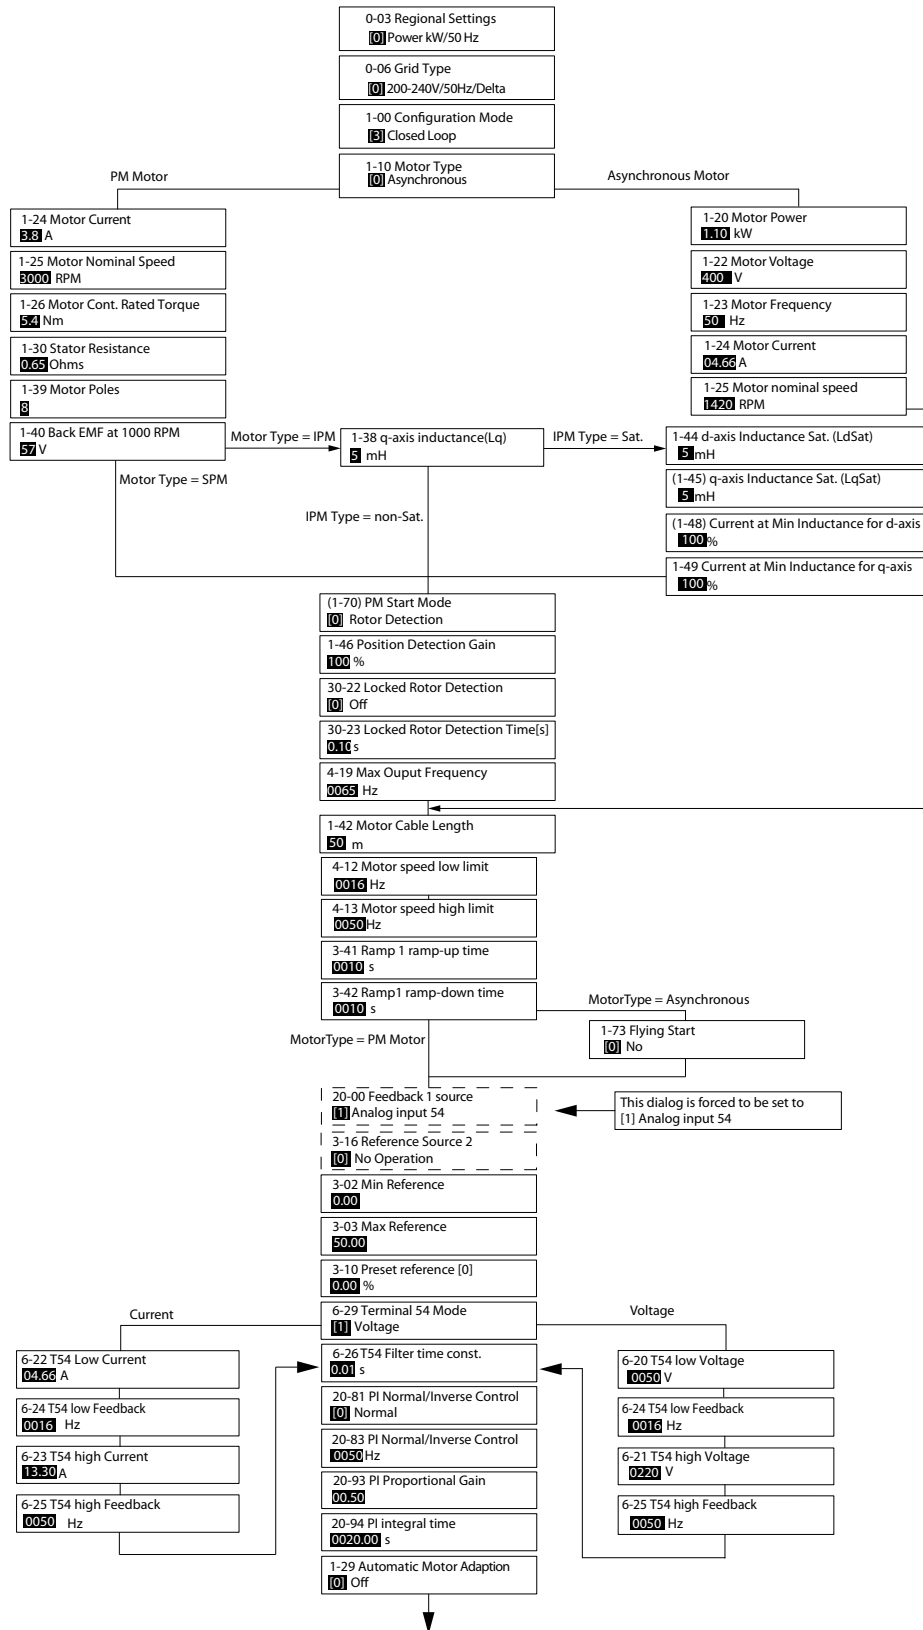 0-03 Regional Settings
[0] Power kW/50 Hz
0-06 Grid Type
[0] 200-240V/50Hz/Delta
1-00 Configuration Mode
[3] Closed Loop
1-10 Motor Type
[0] Asynchronous
PM Motor
Asynchronous Motor
1-24 Motor Current
3.8 A
1-25 Motor Nominal Speed
3000 RPM
1-26 Motor Cont. Rated Torque
5.4 Nm
1-30 Stator Resistance
0.65 Ohms
1-39 Motor Poles
8
1-40 Back EMF at 1000 RPM
57 V
1-20 Motor Power
1.10 kW
1-22 Motor Voltage
400 V
1-23 Motor Frequency
50 Hz
1-24 Motor Current
04.66 A
1-25 Motor nominal speed
1420 RPM
Motor Type = IPM
Motor Type = SPM
1-38 q-axis inductance(Lq)
5 mH
IPM Type = Sat.
IPM Type = non-Sat.
1-44 d-axis Inductance Sat. (LdSat)
5 mH
(1-45) q-axis Inductance Sat. (LqSat)
5 mH
(1-48) Current at Min Inductance for d-axis
100 %
1-49 Current at Min Inductance for q-axis
100 %
(1-70) PM Start Mode
[0] Rotor Detection
1-46 Position Detection Gain
100 %
30-22 Locked Rotor Detection
[0] Off
30-23 Locked Rotor Detection Time[s]
0.10 s
4-19 Max Ouput Frequency
0065 Hz
1-42 Motor Cable Length
50 m
4-12 Motor speed low limit
0016 Hz
4-13 Motor speed high limit
0050 Hz
3-41 Ramp 1 ramp-up time
0010 s
3-42 Ramp1 ramp-down time
0010 s
MotorType = Asynchronous
MotorType = PM Motor
1-73 Flying Start
[0] No
20-00 Feedback 1 source
[1] Analog input 54
This dialog is forced to be set to
[1] Analog input 54
3-16 Reference Source 2
[0] No Operation
3-02 Min Reference
0.00
3-03 Max Reference
50.00
3-10 Preset reference [0]
0.00 %
6-29 Terminal 54 Mode
[1] Voltage
Current
Voltage
6-22 T54 Low Current
04.66 A
6-24 T54 low Feedback
0016 Hz
6-23 T54 high Current
13.30 A
6-25 T54 high Feedback
0050 Hz
6-26 T54 Filter time const.
0.01 s
20-81 PI Normal/Inverse Control
[0] Normal
20-83 PI Normal/Inverse Control
0050 Hz
20-93 PI Proportional Gain
00.50
20-94 PI integral time
0020.00 s
1-29 Automatic Motor Adaption
[0] Off
6-20 T54 low Voltage
0050 V
6-24 T54 low Feedback
0016 Hz
6-21 T54 high Voltage
0220 V
6-25 T54 high Feedback
0050 Hz